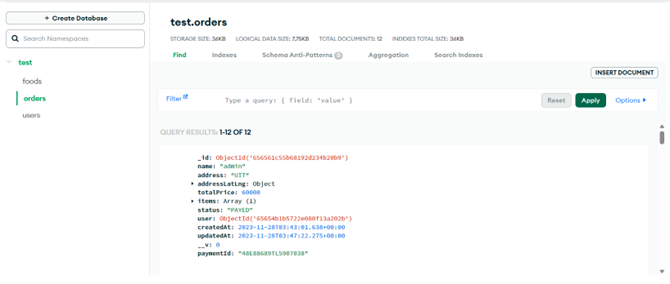 + Create Database
Search Namespaces
test
foods
orders
users
test.orders
STORAGE SIZE: 36KB LOGICAL DATA SIZE: 7.75KB TOTAL DOCUMENTS: 12 INDEXES TOTAL SIZE: 36KB
Find Indexes Schema Anti-Patterns 0 Aggregation Search Indexes
INSERT DOCUMENT
Filter Type a query: { field: 'value' } Reset Apply Options
QUERY RESULTS: 1-12 OF 12
_id: ObjectId('656561c55b68192d234b28b9')
name: "admin"
address: "UIT"
addressLatLng: Object
totalPrice: 60000
items: Array (1)
status: "PAYED"
user: ObjectId('65654b1b5722e080f13a202b')
createdAt: 2023-11-28T03:43:01.638+00:00
updatedAt: 2023-11-28T03:47:22.275+00:00
__v: 0
paymentId: "48E80689TL5907038"